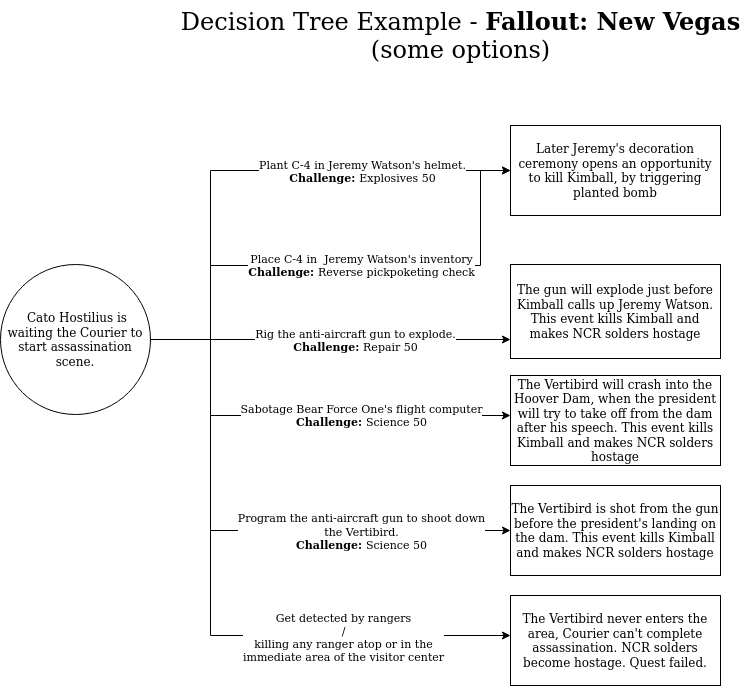 Decision Tree Example - Fallout: New Vegas
(some options)
Plant C-4 in Jeremy Watson's helmet.
Challenge: Explosives 50
Later Jeremy's decoration
ceremony opens an opportunity
to kill Kimball, by triggering
planted bomb
Place C-4 in  Jeremy Watson's inventory
Challenge: Reverse pickpoketing check
Cato Hostilius is
waiting the Courier to
start assassination
scene.
Rig the anti-aircraft gun to explode.
Challenge: Repair 50
The gun will explode just before
Kimball calls up Jeremy Watson.
This event kills Kimball and
makes NCR solders hostage
Sabotage Bear Force One's flight computer
Challenge: Science 50
The Vertibird will crash into the
Hoover Dam, when the president
will try to take off from the dam
after his speech. This event kills
Kimball and makes NCR solders
hostage
Program the anti-aircraft gun to shoot down
the Vertibird.
Challenge: Science 50
The Vertibird is shot from the gun
before the president's landing on
the dam. This event kills Kimball
and makes NCR solders hostage
Get detected by rangers
/
killing any ranger atop or in the
immediate area of the visitor center
The Vertibird never enters the
area, Courier can't complete
assassination. NCR solders
become hostage. Quest failed.